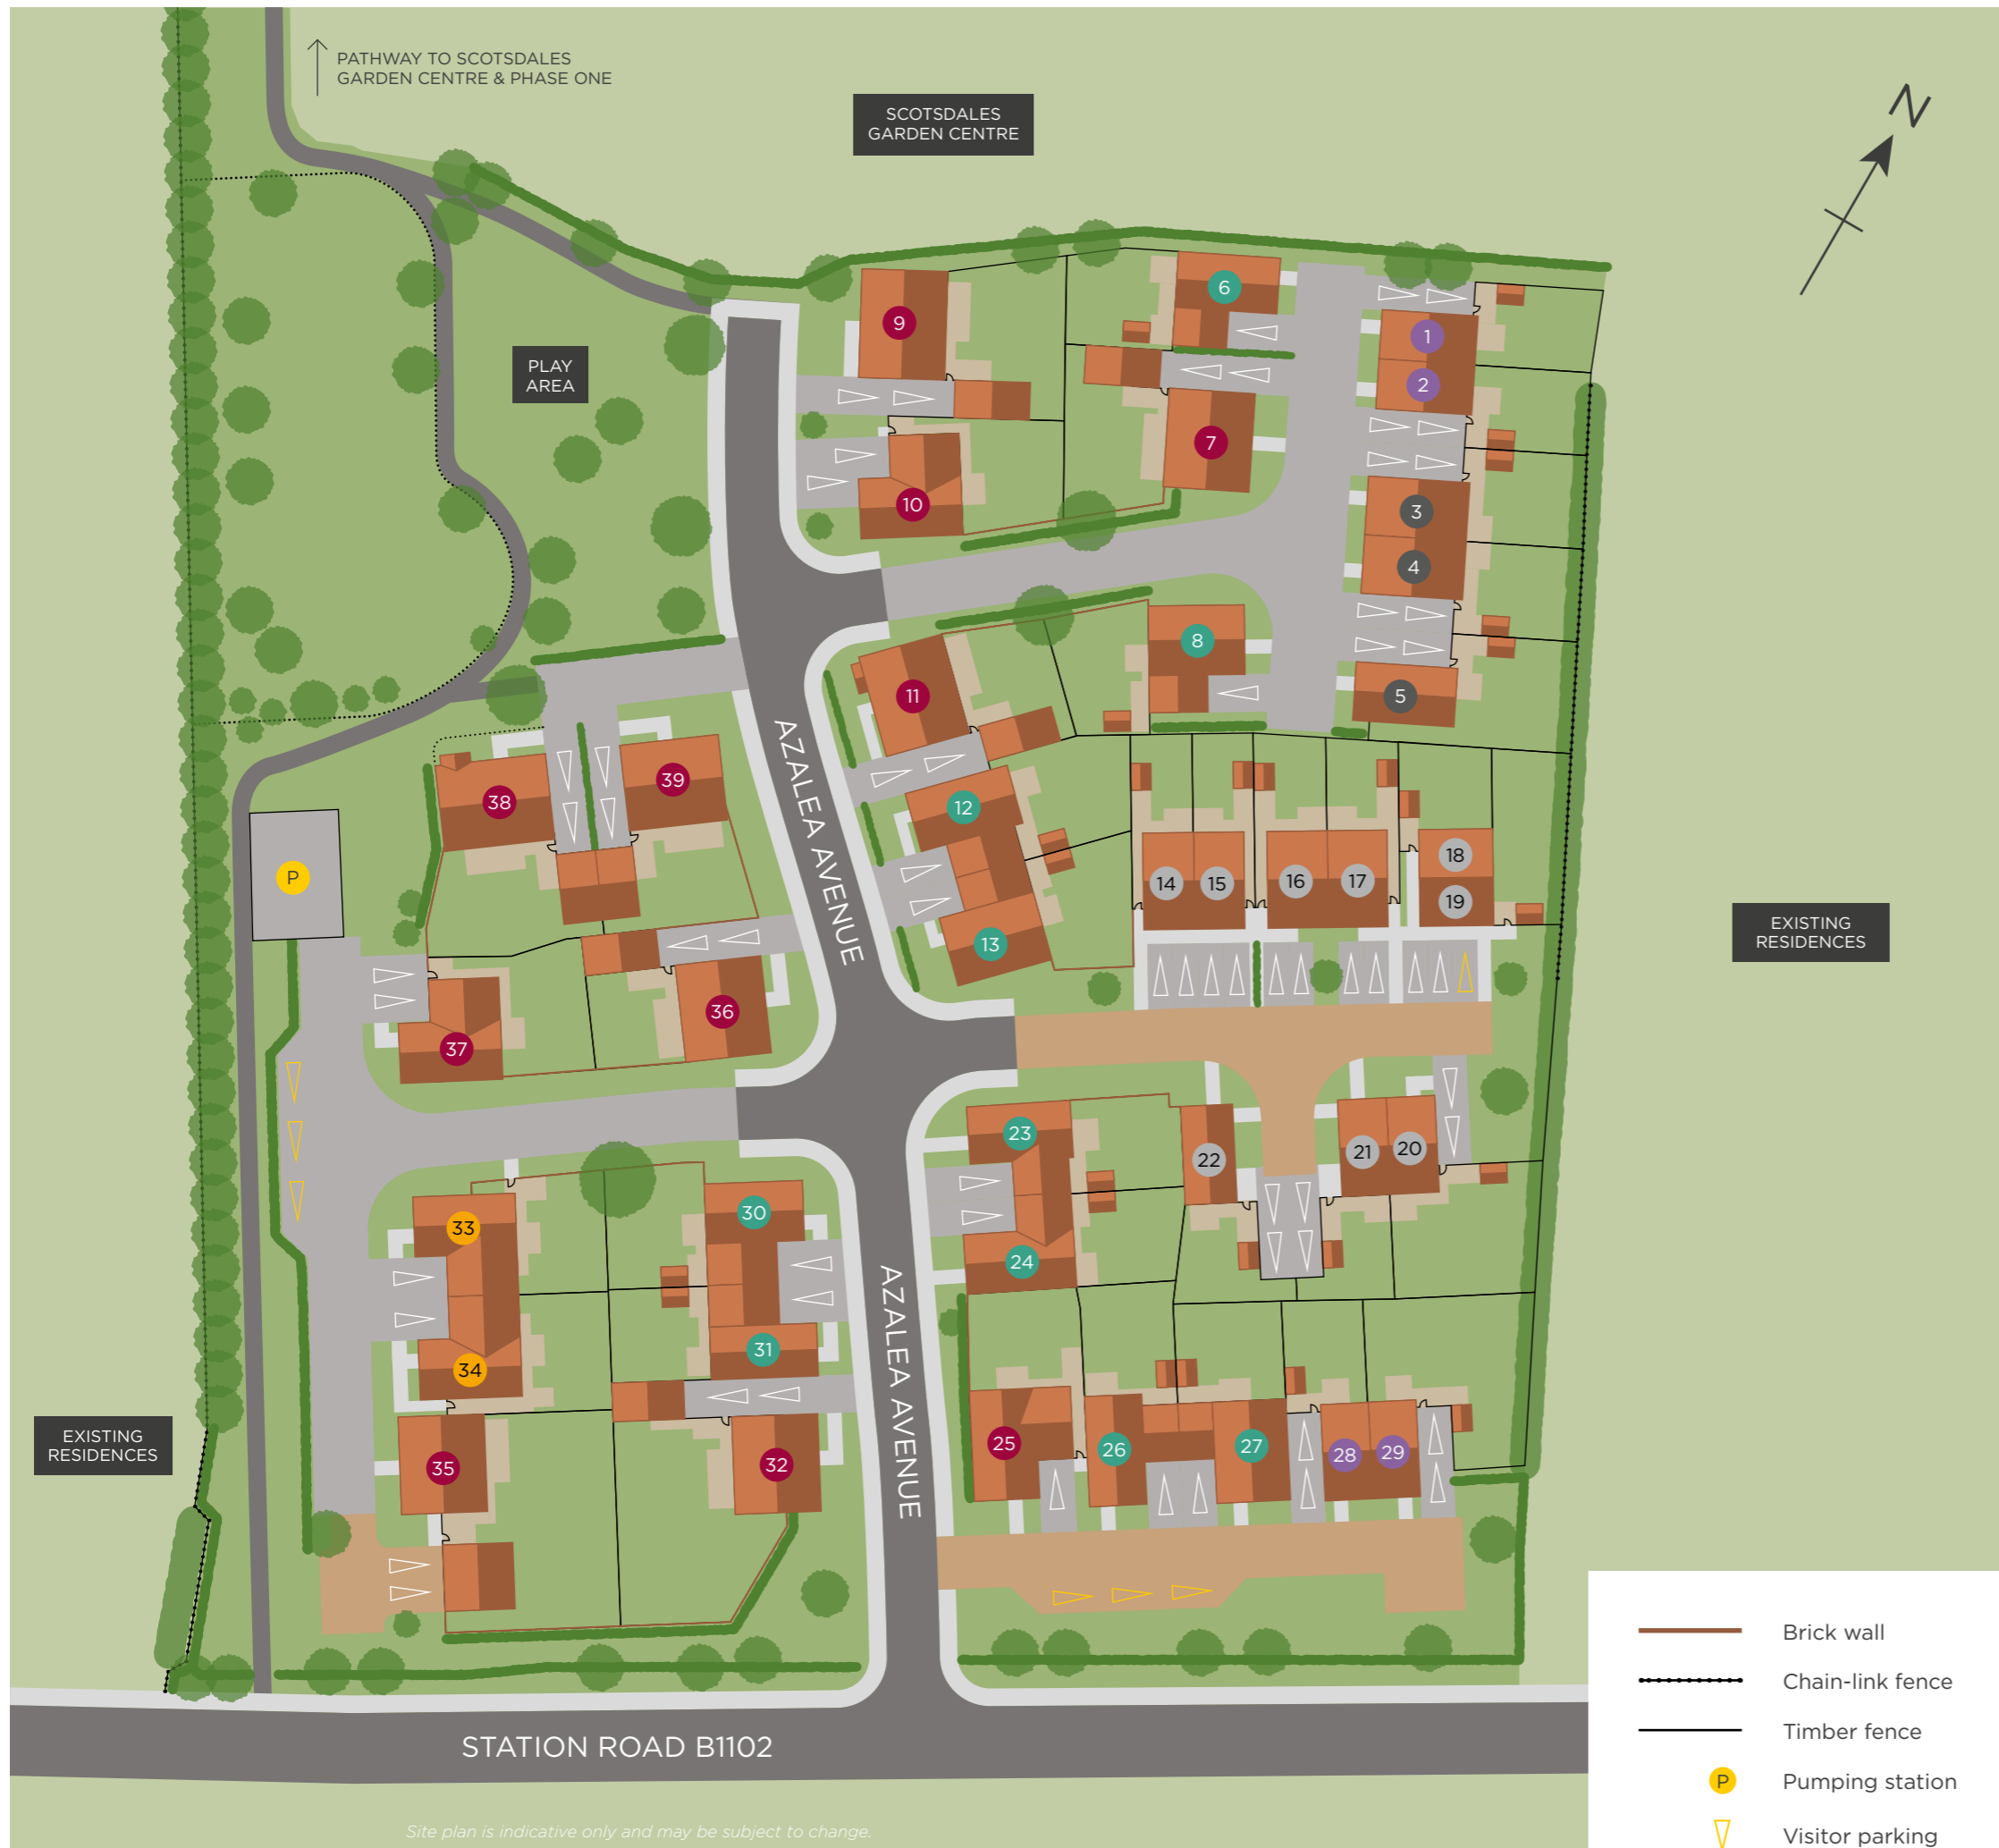 PATHWAY TO SCOTSDALES
GARDEN CENTRE & PHASE ONE
SCOTSDALES
GARDEN CENTRE
N
6
9
1
2
PLAY
AREA
7
10
3
4
8
5
11
38
39
12
18
14
15
16
17
19
P
13
AZALEA AVENUE
EXISTING
RESIDENCES
36
37
23
22
21
20
33
30
24
34
31
AZALEA AVENUE
EXISTING
RESIDENCES
35
32
25
26
27
28
29
Brick wall
Chain-link fence
Timber fence
P
Pumping station
Visitor parking
STATION ROAD B1102
Site plan is indicative only and may be subject to change.